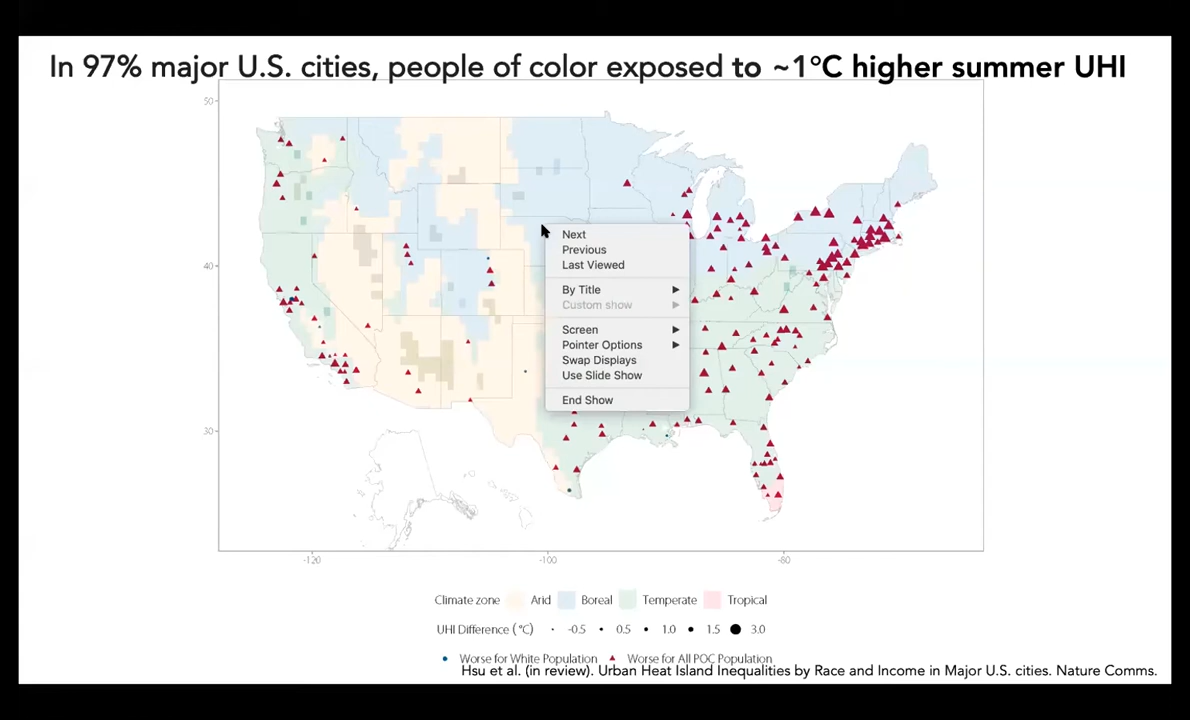 In 97% major U.S. cities, people of color exposed to ~1°C higher summer UHI
50
40
30
-120
-100
-80
Next
Previous
Last Viewed
By Title
Custom show
Screen
Pointer Options
Swap Displays
Use Slide Show
End Show
Climate zone Arid Boreal Temperate Tropical
UHI Difference (°C) -0.5 0.5 1.0 1.5 3.0
Worse for White Population Worse for All POC Population
Hsu et al. (in review). Urban Heat Island Inequalities by Race and Income in Major U.S. cities. Nature Comms.